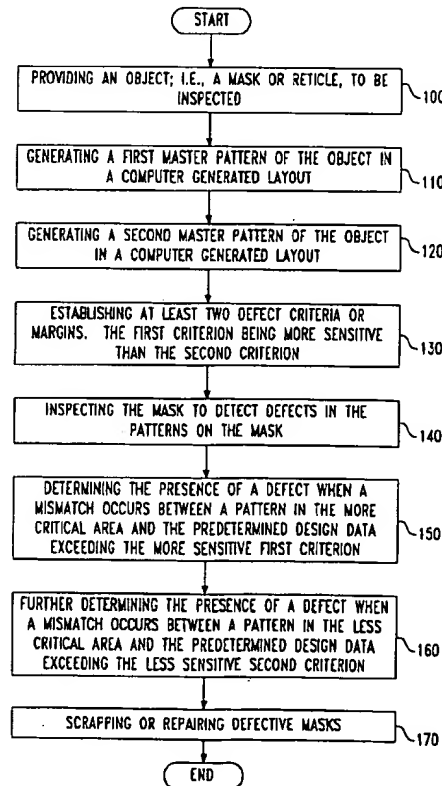 START
PROVIDING AN OBJECT; I.E., A MASK OR RETICLE, TO BE
INSPECTED
100
GENERATING A FIRST MASTER PATTERN OF THE OBJECT IN
A COMPUTER GENERATED LAYOUT
110
GENERATING A SECOND MASTER PATTERN OF THE OBJECT
IN A COMPUTER GENERATED LAYOUT
120
ESTABLISHING AT LEAST TWO DEFECT CRITERIA OR
MARGINS. THE FIRST CRITERION BEING MORE SENSITIVE
THAN THE SECOND CRITERION
130
INSPECTING THE MASK TO DETECT DEFECTS IN THE
PATTERNS ON THE MASK
140
DETERMINING THE PRESENCE OF A DEFECT WHEN A
MISMATCH OCCURS BETWEEN A PATTERN IN THE MORE
CRITICAL AREA AND THE PREDETERMINED DESIGN DATA
EXCEEDING THE MORE SENSITIVE FIRST CRITERION
150
FURTHER DETERMINING THE PRESENCE OF A DEFECT WHEN
A MISMATCH OCCURS BETWEEN A PATTERN IN THE LESS
CRITICAL AREA AND THE PREDETERMINED DESIGN DATA
EXCEEDING THE LESS SENSITIVE SECOND CRITERION
160
SCRAPPING OR REPAIRING DEFECTIVE MASKS
170
END